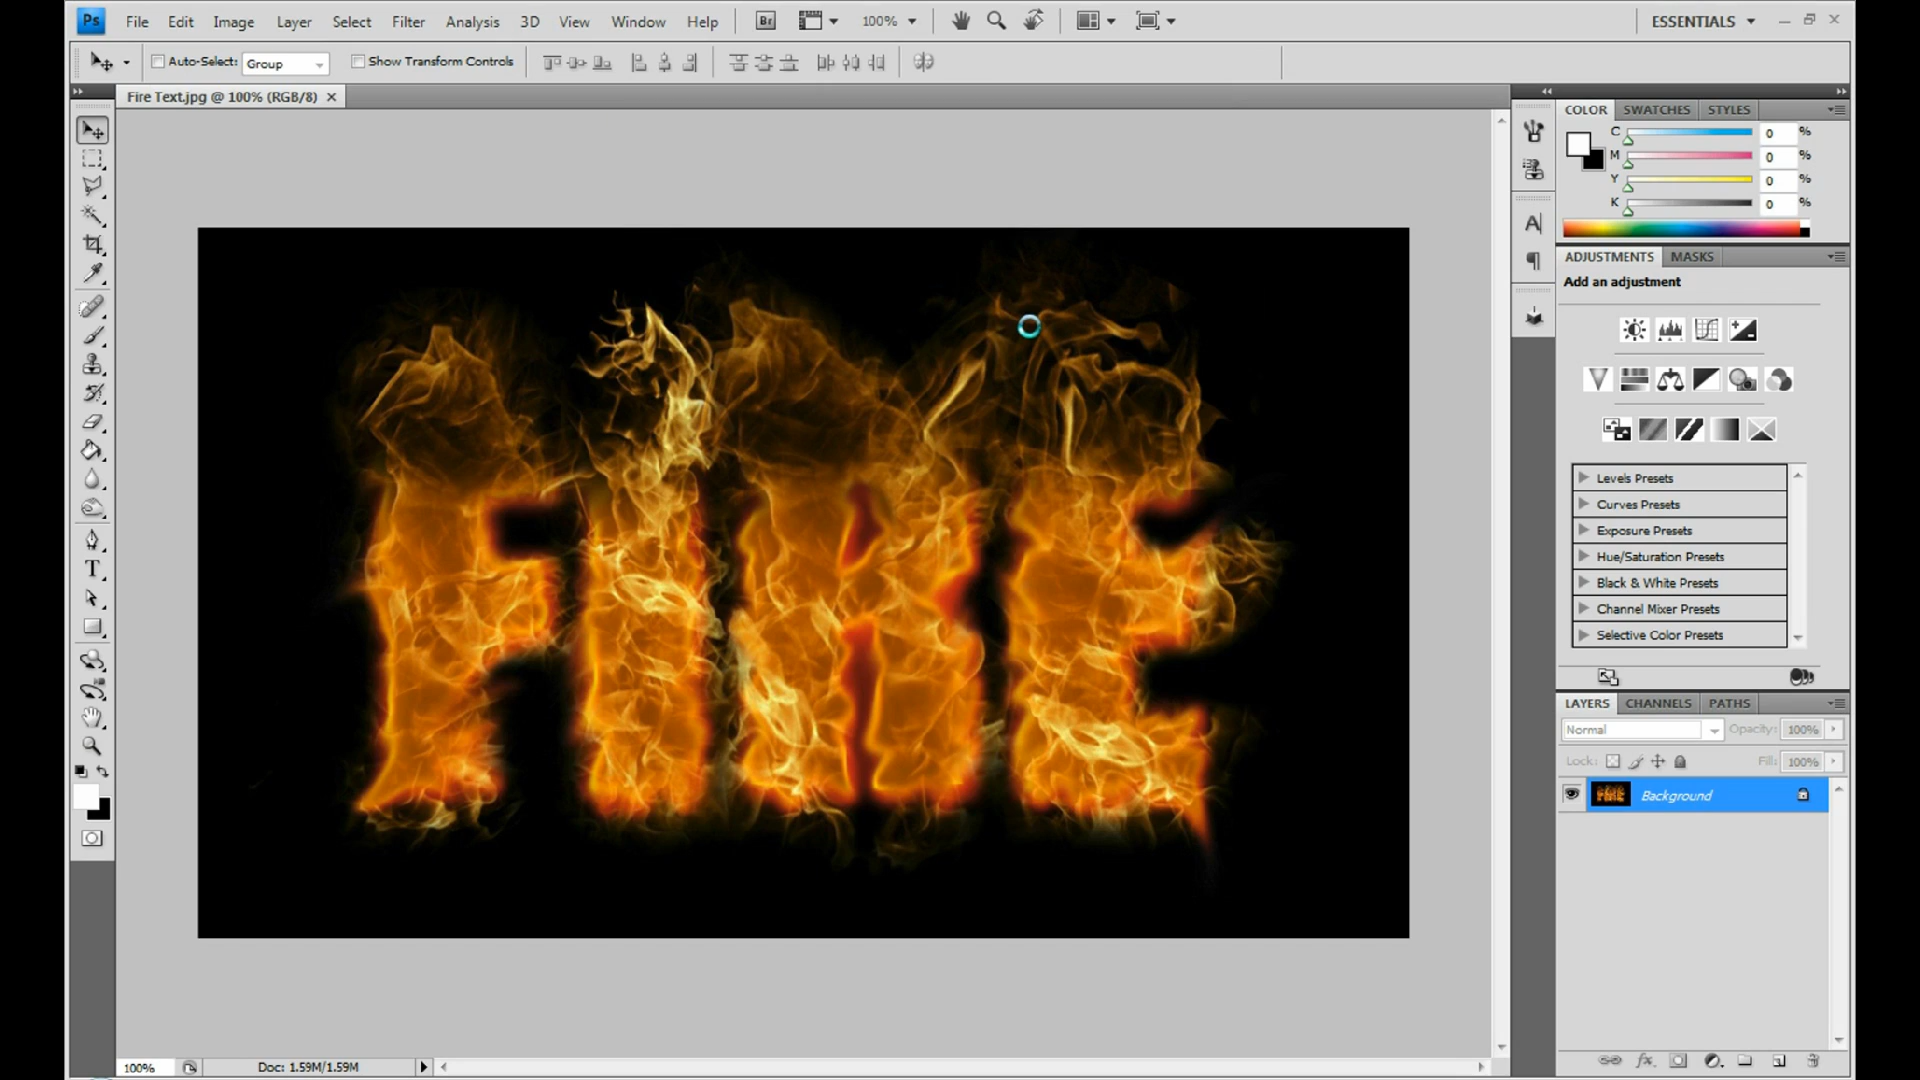 Ps File Edit Image Layer Select Filter Analysis 3D View Window Help Br 100% ESSENTIALS
Auto-Select: Group Show Transform Controls
Fire Text.jpg @ 100% (RGB/8)
COLOR SWATCHES STYLES
C 0 %
M 0 %
Y 0 %
K 0 %
ADJUSTMENTS MASKS
Add an adjustment
Levels Presets
Curves Presets
Exposure Presets
Hue/Saturation Presets
Black & White Presets
Channel Mixer Presets
Selective Color Presets
LAYERS CHANNELS PATHS
Normal Opacity: 100%
Lock: Fill: 100%
Background
FIRE
100% Doc: 1.59M/1.59M